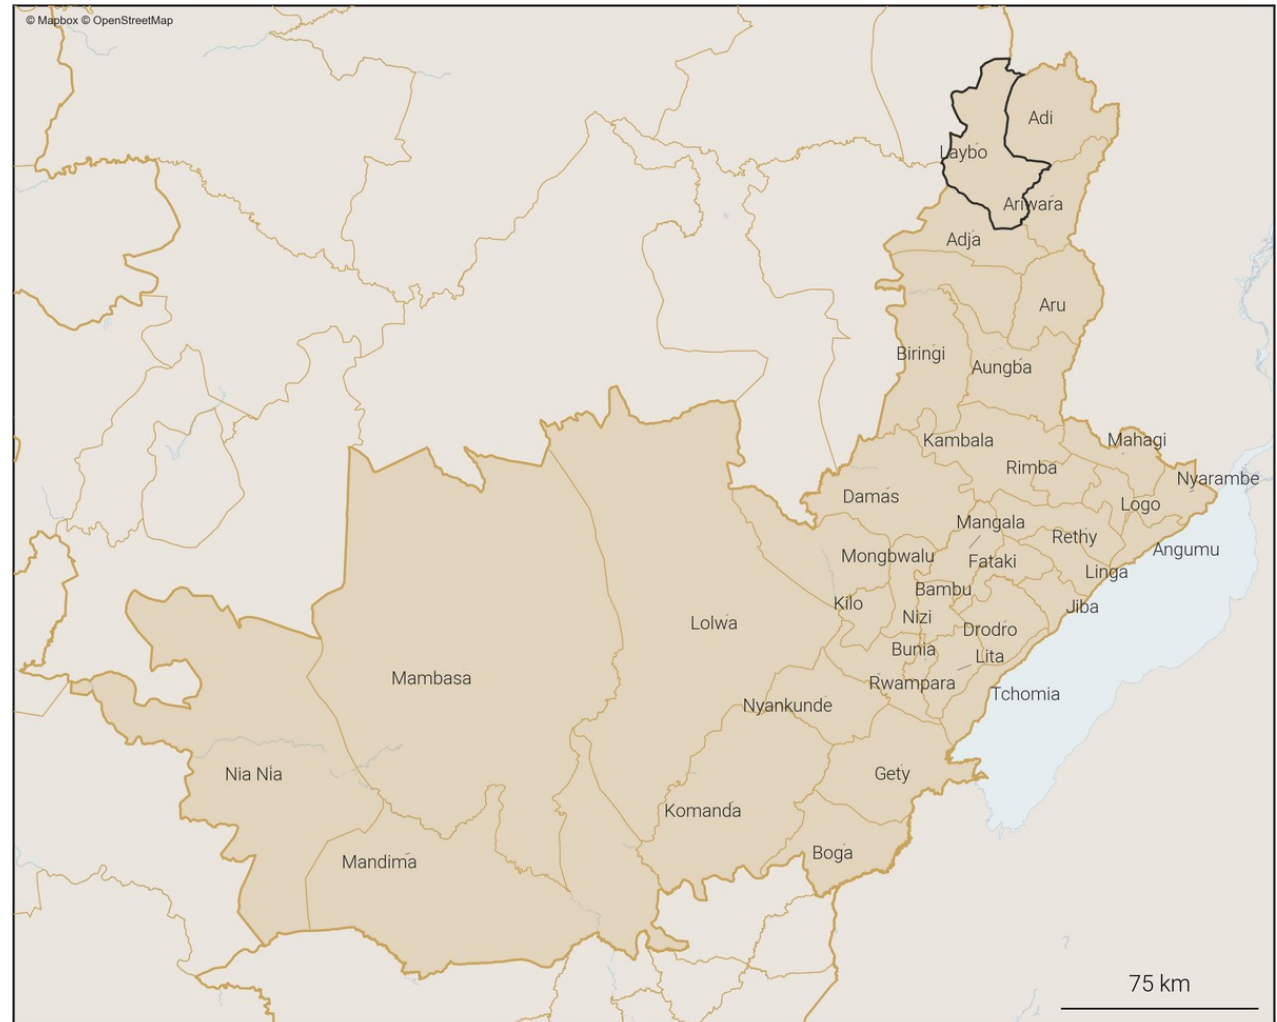 © Mapbox © OpenStreetMap
Adi
Laybo
Ariwara
Adja
Aru
Biringi
Aungba
Kambala
Mahagi
Rimba
Nyarambe
Damas
Logo
Mangala
Rethy
Angumu
Mongbwalu
Fataki
Linga
Bambu
Kilo
Jiba
Nizi
Lolwa
Drodro
Bunia
Lita
Mambasa
Rwampara
Tchomia
Nyankunde
Nia Nia
Gety
Komanda
Boga
Mandima
75 km